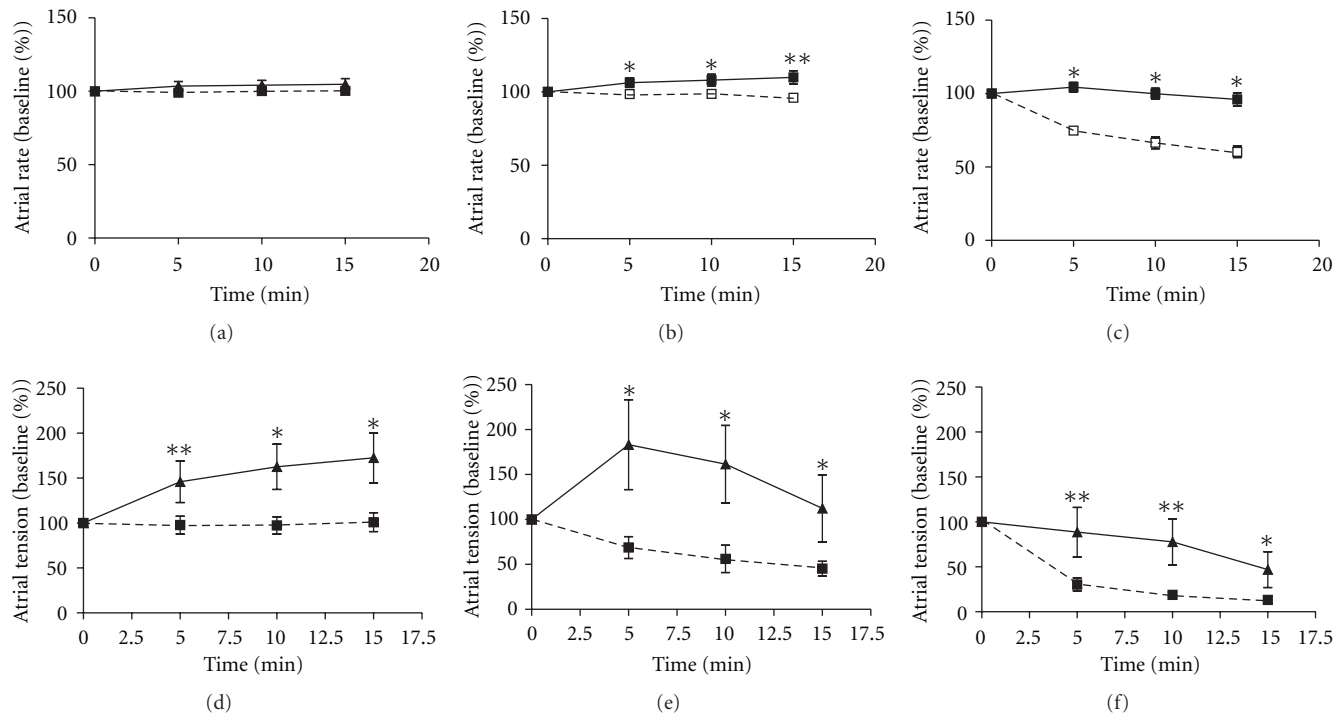 Atrial rate (baseline (%))
150
100
50
0
0 5 10 15 20
Time (min)
(a)
Atrial rate (baseline (%))
150
100
50
0
* * **
0 5 10 15 20
Time (min)
(b)
Atrial rate (baseline (%))
150
100
50
0
* * *
0 5 10 15 20
Time (min)
(c)
Atrial tension (baseline (%))
250
200
150
100
50
0
** * *
0 2.5 5 7.5 10 12.5 15 17.5
Time (min)
(d)
Atrial tension (baseline (%))
250
200
150
100
50
0
* * *
0 2.5 5 7.5 10 12.5 15 17.5
Time (min)
(e)
Atrial tension (baseline (%))
250
200
150
100
50
0
** ** *
0 2.5 5 7.5 10 12.5 15 17.5
Time (min)
(f)